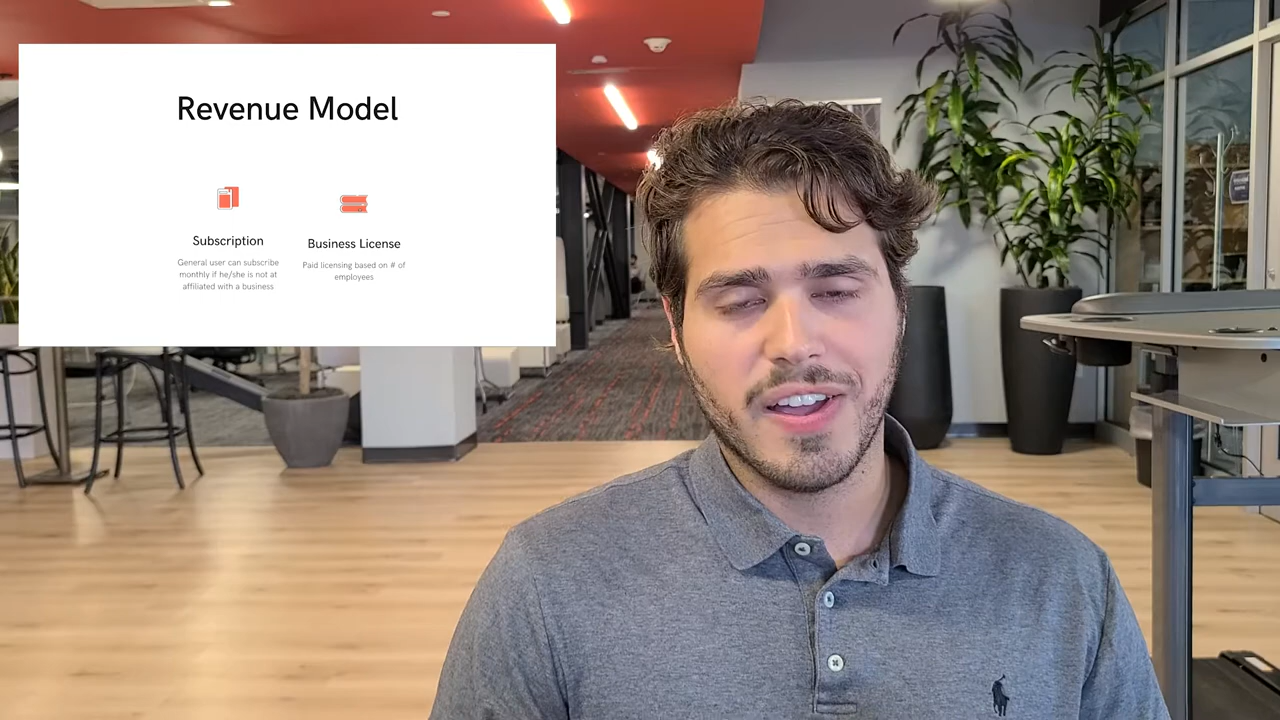 Revenue Model
Subscription
General user can subscribe
monthly if he/she is not at
affiliated with a business
Business License
Paid licensing based on # of
employees